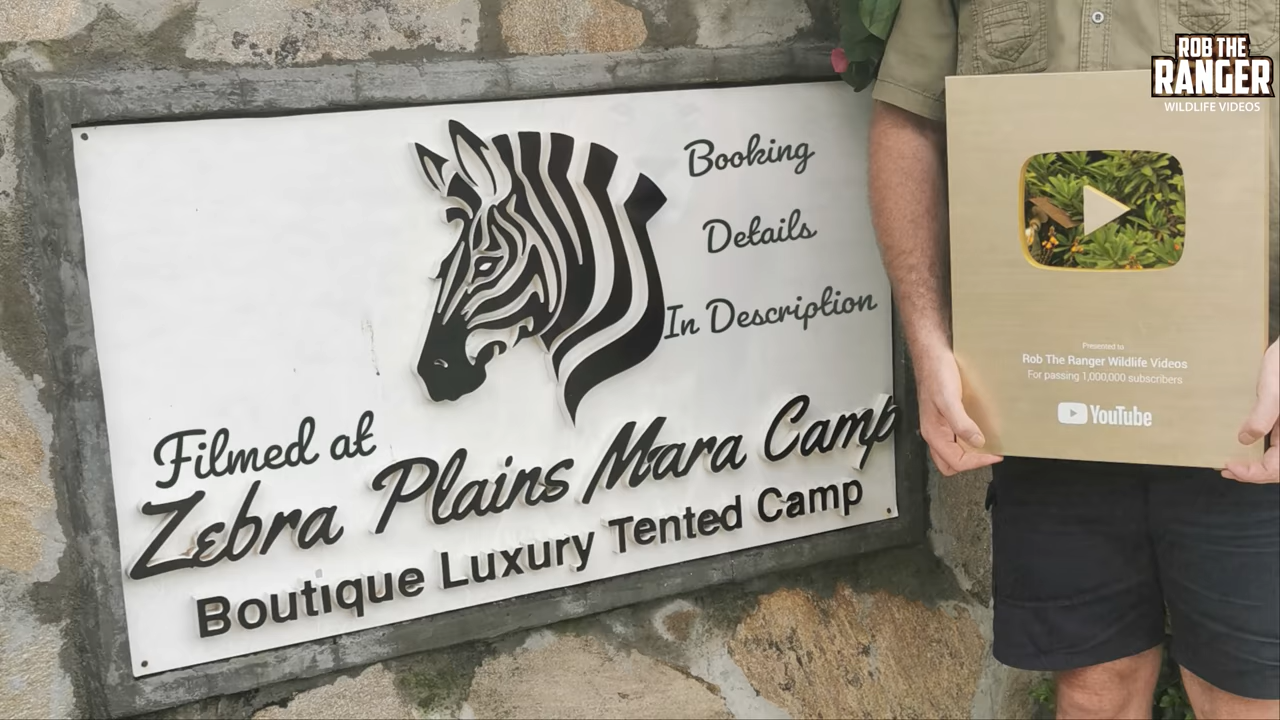 Booking
Details
In Description
Filmed at
Zebra Plains Mara Camp
Boutique Luxury Tented Camp
ROB THE
RANGER
WILDLIFE VIDEOS
Presented to
Rob The Ranger Wildlife Videos
For passing 1,000,000 subscribers
YouTube